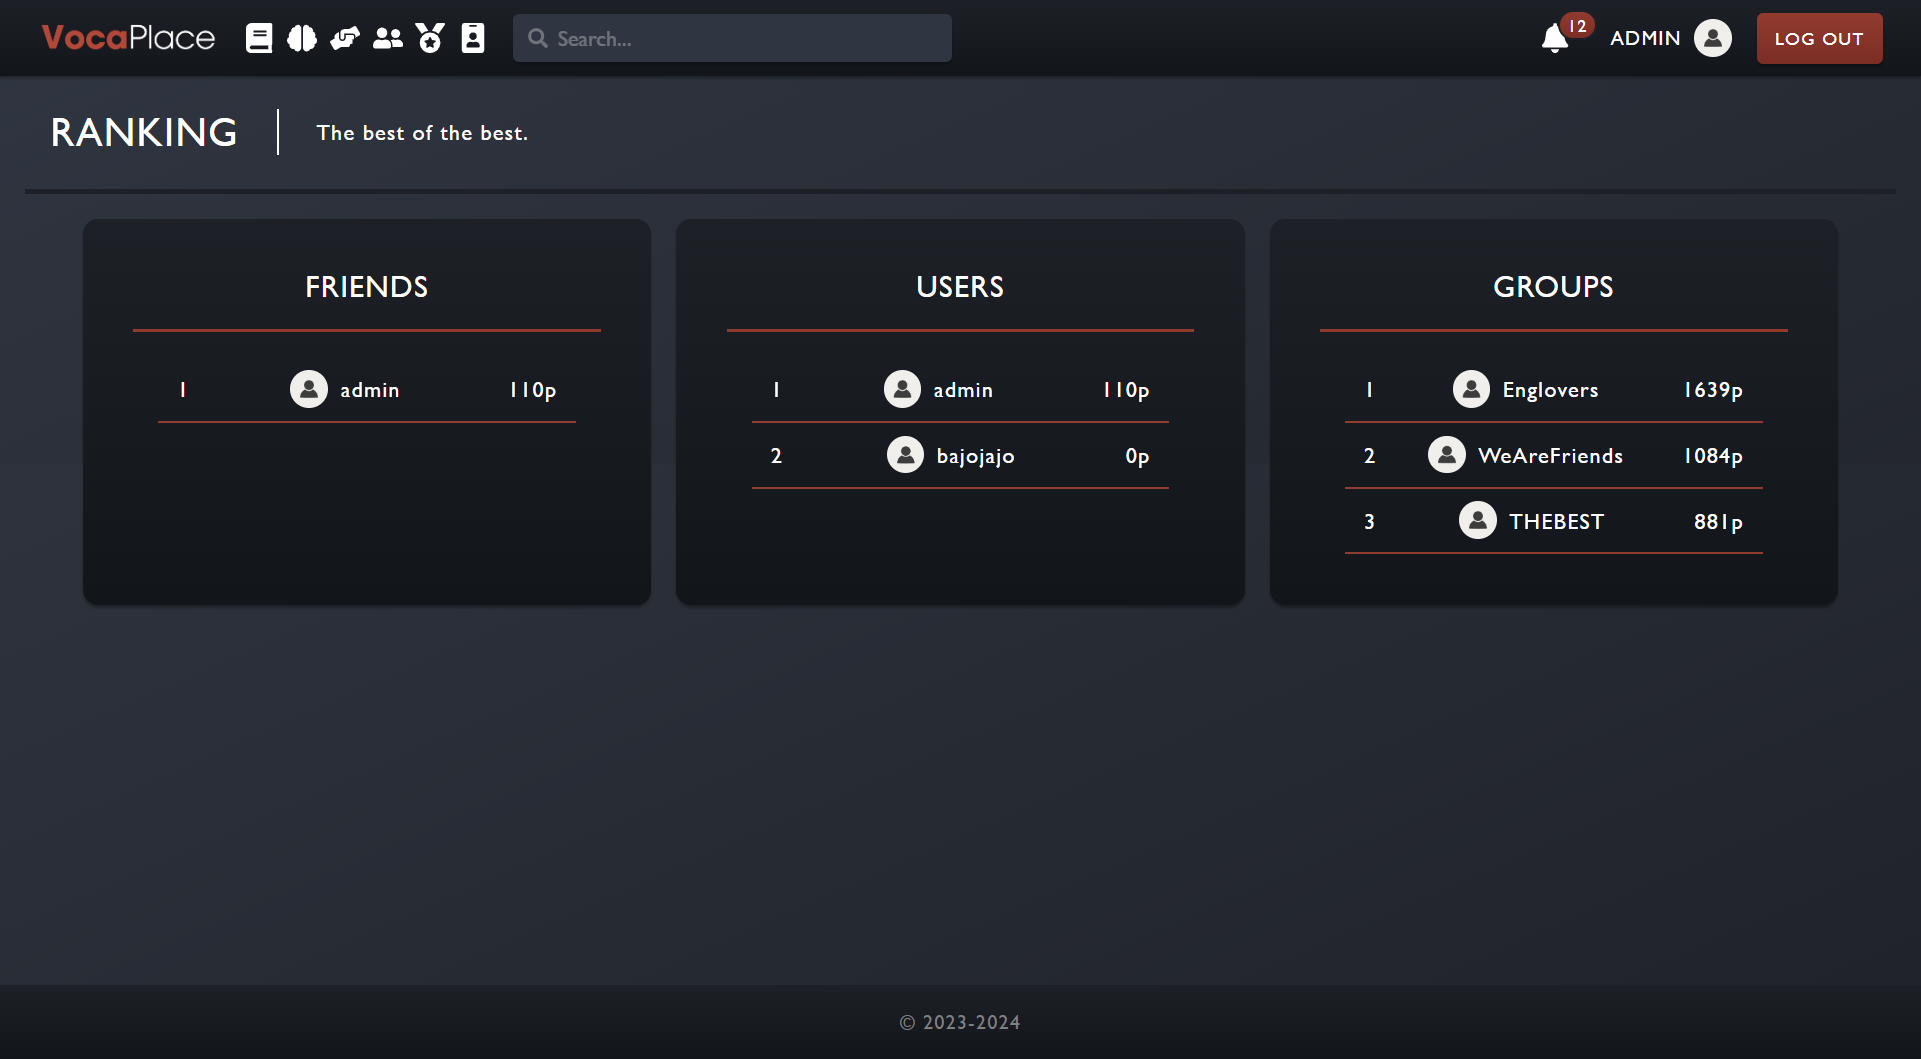 VocaPlace
Search...
12
ADMIN
LOG OUT
RANKING
The best of the best.
FRIENDS
1 admin 110p
USERS
1 admin 110p
2 bajojajo 0p
GROUPS
1 Englovers 1639p
2 WeAreFriends 1084p
3 THEBEST 881p
© 2023-2024